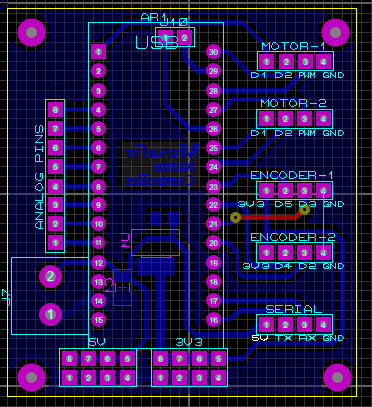 AR1
J10
1 2
USB
MOTOR-1
1 2 3 4
D1 D2 PWM GND
MOTOR-2
1 2 3 4
D1 D2 PWM GND
ENCODER-1
1 2 3 4
3V3 D5 D3 GND
ENCODER-2
1 2 3 4
3V3 D4 D2 GND
SERIAL
1 2 3 4
5V TX RX GND
ANALOG PINS
8
7
6
5
4
3
2
1
1
2
3
4
5
6
7
8
9
10
11
12
13
14
15
30
29
28
27
26
25
24
23
22
21
20
19
18
17
16
Motor
Controller
J7
2
1
5V
8 7 6 5
1 2 3 4
3V3
8 7 6 5
1 2 3 4